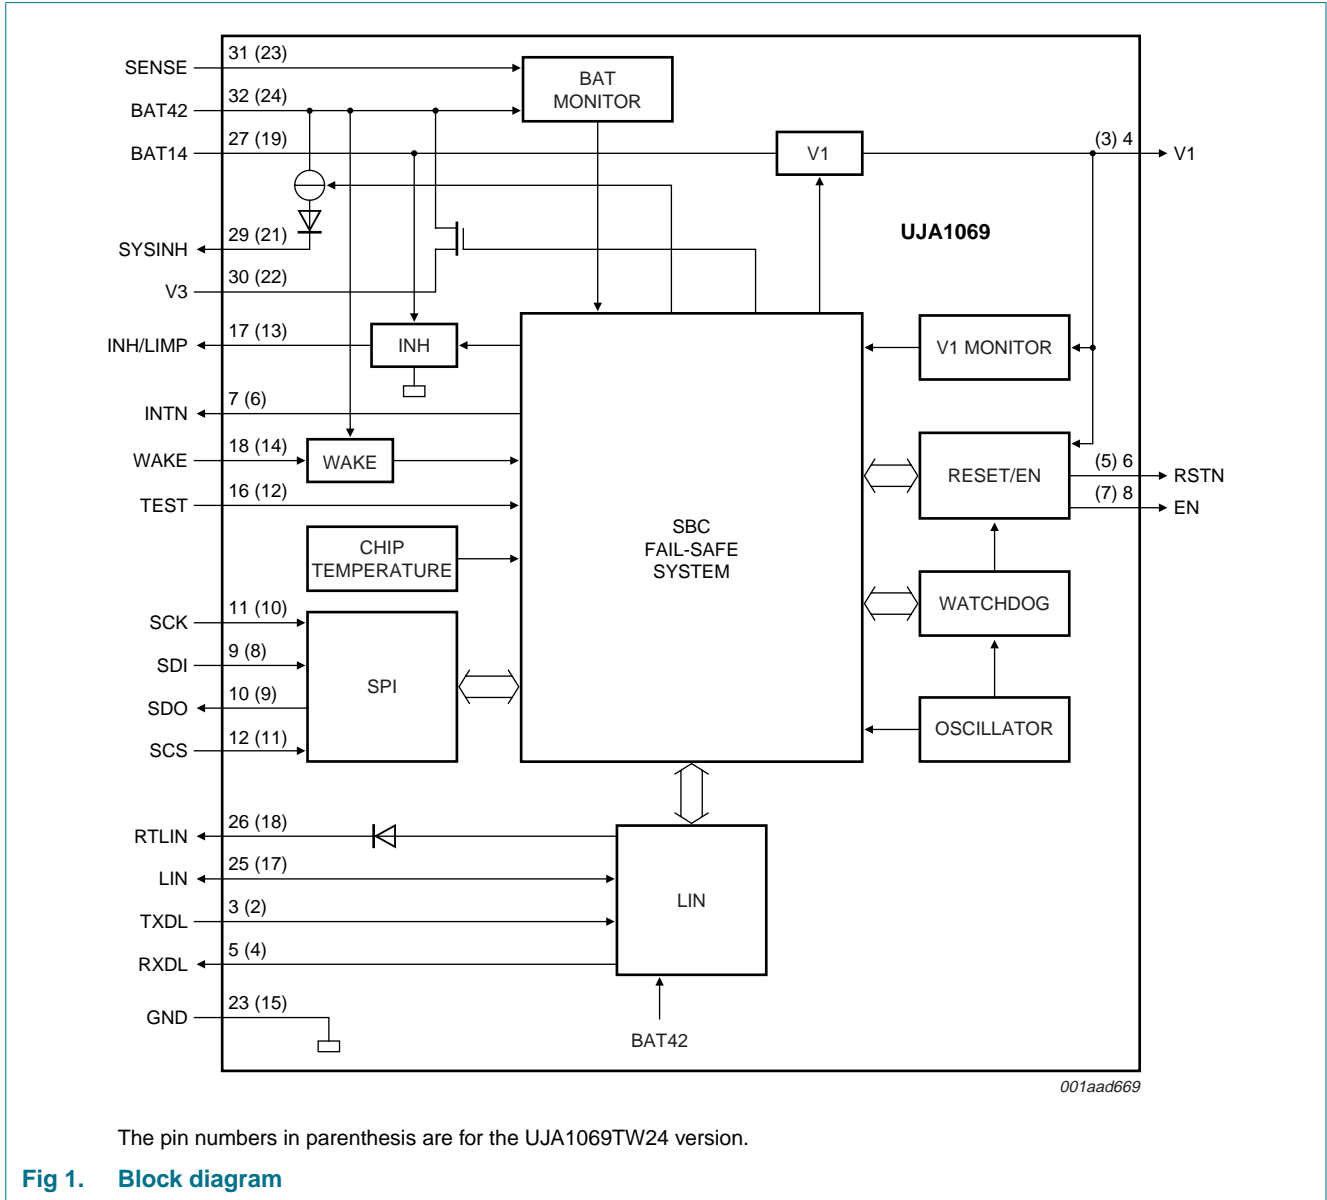 SENSE
31 (23)
BAT42
32 (24)
BAT14
27 (19)
SYSINH
29 (21)
V3
30 (22)
INH/LIMP
17 (13)
INTN
7 (6)
WAKE
18 (14)
TEST
16 (12)
SCK
11 (10)
SDI
9 (8)
SDO
10 (9)
SCS
12 (11)
RTLIN
26 (18)
LIN
25 (17)
TXDL
3 (2)
RXDL
5 (4)
GND
23 (15)
BAT
MONITOR
V1
(3) 4
V1
UJA1069
INH
V1 MONITOR
WAKE
RESET/EN
(5) 6
RSTN
(7) 8
EN
CHIP
TEMPERATURE
SBC
FAIL-SAFE
SYSTEM
WATCHDOG
SPI
OSCILLATOR
LIN
BAT42
001aad669
The pin numbers in parenthesis are for the UJA1069TW24 version.
Fig 1. Block diagram